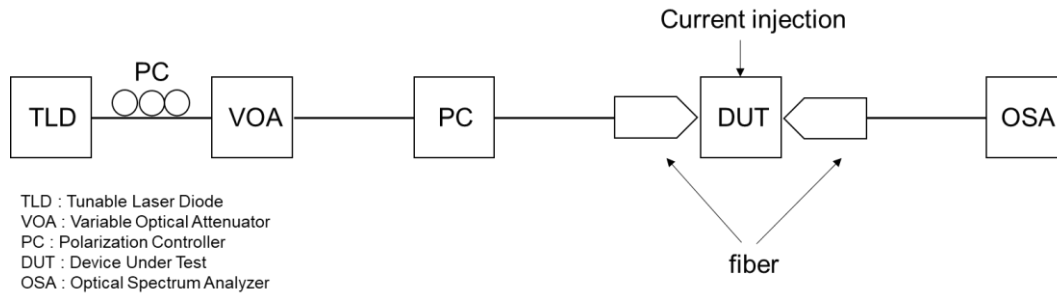 Current injection
PC
TLD
VOA
PC
DUT
OSA
TLD : Tunable Laser Diode
VOA : Variable Optical Attenuator
PC : Polarization Controller
DUT : Device Under Test
OSA : Optical Spectrum Analyzer
fiber